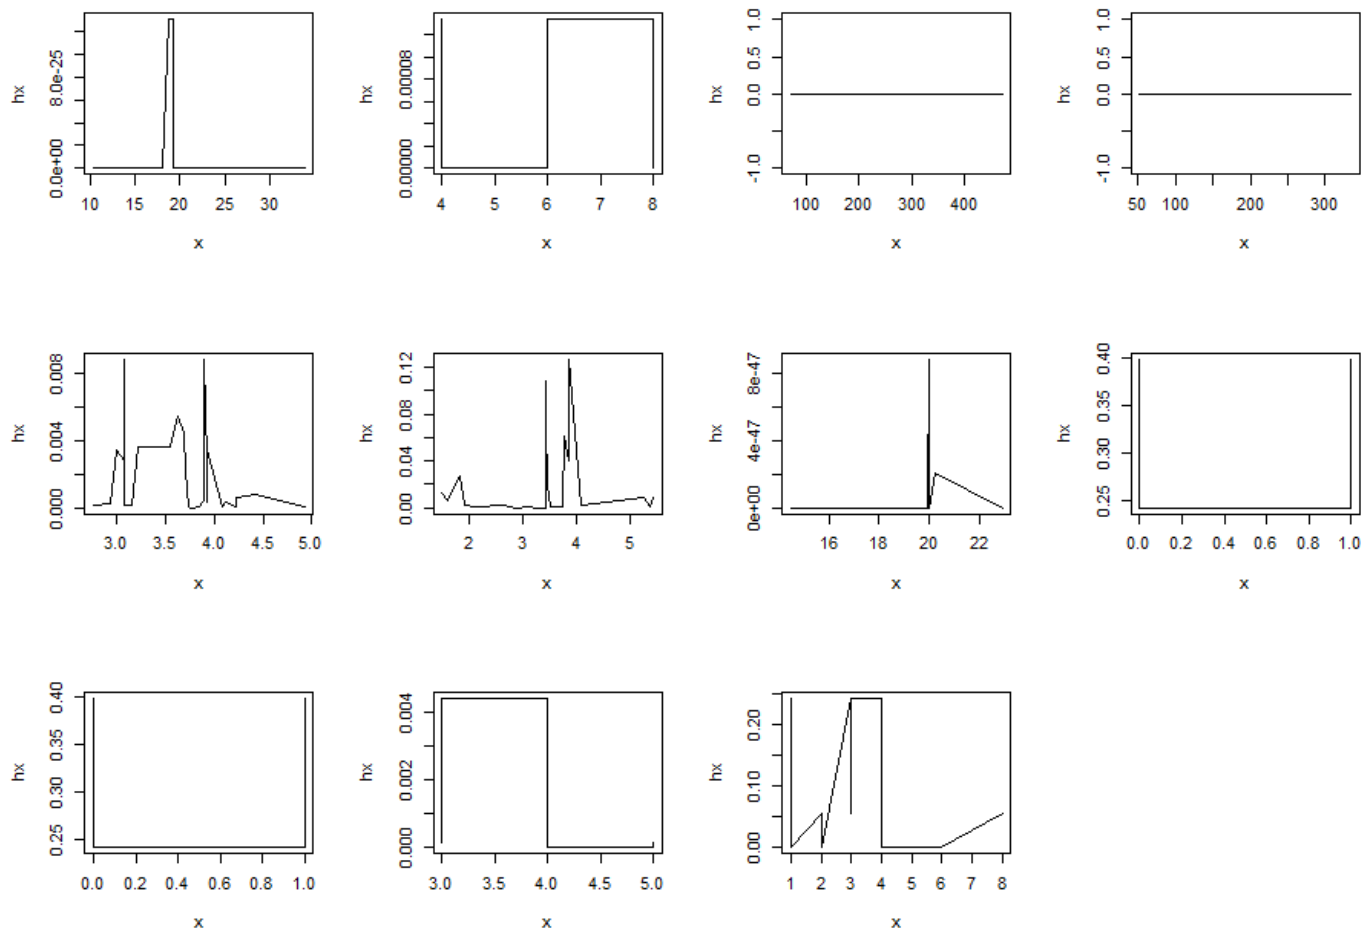 hx
0.0e+00 8.0e-25
10 15 20 25 30
x
hx
0.00000 0.00008
4 5 6 7 8
x
hx
-1.0 0.0 0.5 1.0
100 200 300 400
x
hx
-1.0 0.0 0.5 1.0
50 100 200 300
x
hx
0.000 0.004 0.008
3.0 3.5 4.0 4.5 5.0
x
hx
0.00 0.04 0.08 0.12
2 3 4 5
x
hx
0e+00 4e-47 8e-47
16 18 20 22
x
hx
0.25 0.30 0.35 0.40
0.0 0.2 0.4 0.6 0.8 1.0
x
hx
0.25 0.30 0.35 0.40
0.0 0.2 0.4 0.6 0.8 1.0
x
hx
0.000 0.002 0.004
3.0 3.5 4.0 4.5 5.0
x
hx
0.00 0.10 0.20
1 2 3 4 5 6 7 8
x